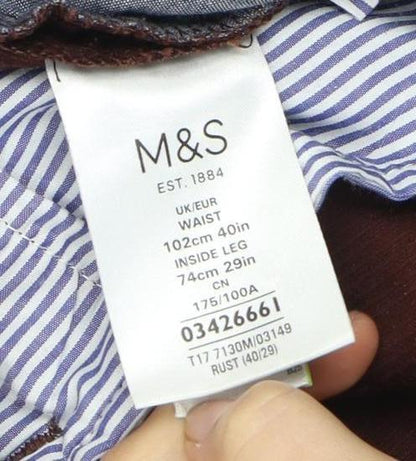 M&S
EST. 1884
UK/EUR
WAIST
102cm 40in
INSIDE LEG
74cm 29in
CN
175/100A
03426661
T17 7130M/03149
RUST (40/29)